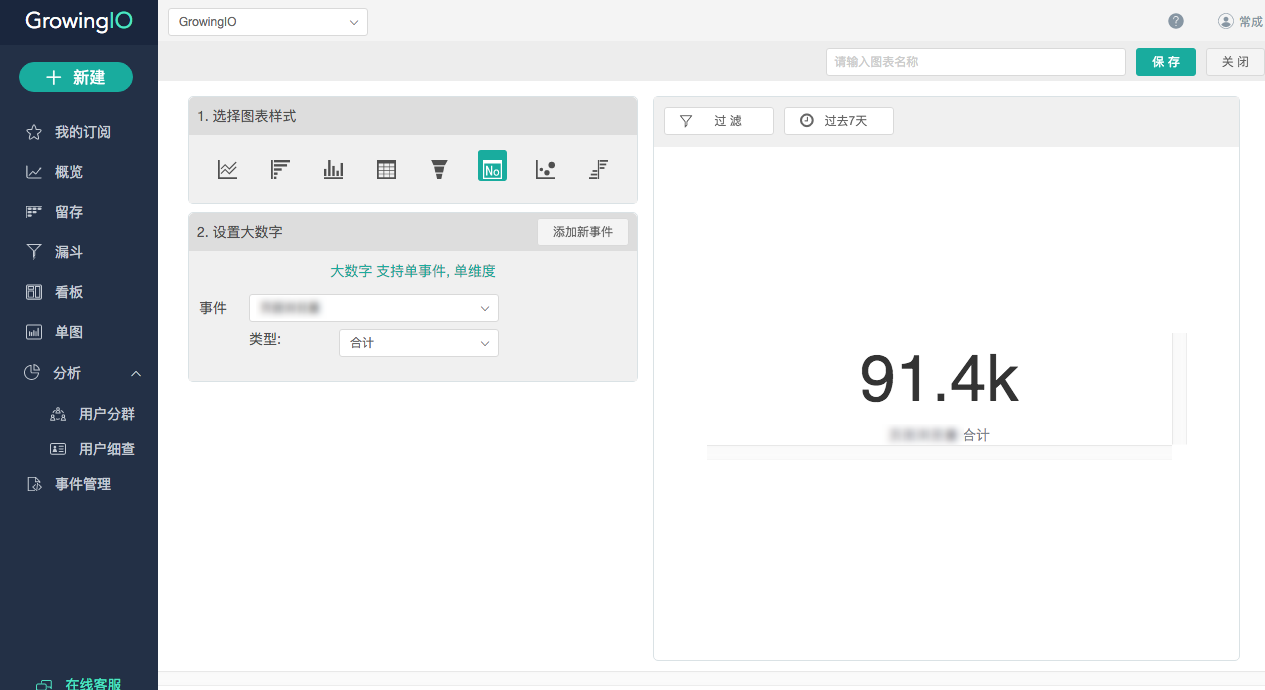 GrowingIO
GrowingIO
?
常成
新建
请输入图表名称
保 存
关 闭
我的订阅
概览
留存
漏斗
看板
单图
分析
用户分群
用户细查
事件管理
在线客服
1. 选择图表样式
No
2. 设置大数字
添加新事件
大数字 支持单事件, 单维度
事件
类型:
合计
过 滤
过去7天
91.4k
合计